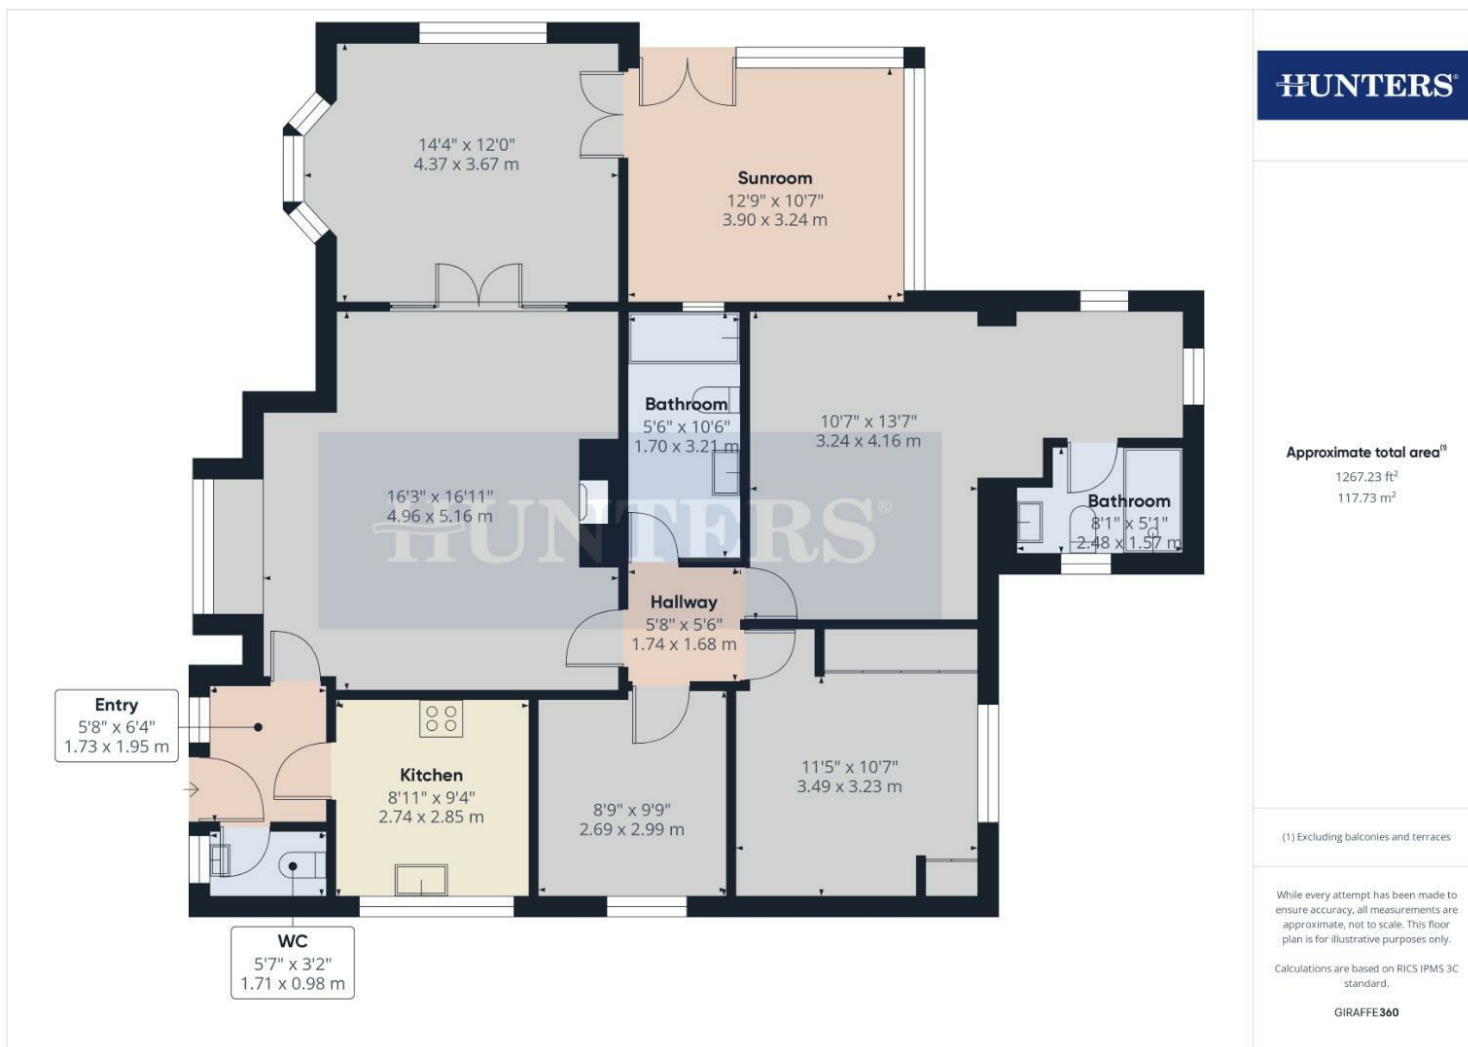 14'4" x 12'0"
4.37 x 3.67 m
Sunroom
12'9" x 10'7"
3.90 x 3.24 m
Bathroom
5'6" x 10'6"
1.70 x 3.21 m
10'7" x 13'7"
3.24 x 4.16 m
16'3" x 16'11"
4.96 x 5.16 m
HUNTERS®
Bathroom
8'1" x 5'1"
2.48 x 1.57 m
Hallway
5'8" x 5'6"
1.74 x 1.68 m
Entry
5'8" x 6'4"
1.73 x 1.95 m
Kitchen
8'11" x 9'4"
2.74 x 2.85 m
8'9" x 9'9"
2.69 x 2.99 m
11'5" x 10'7"
3.49 x 3.23 m
WC
5'7" x 3'2"
1.71 x 0.98 m
HUNTERS®
Approximate total area(1)
1267.23 ft²
117.73 m²
(1) Excluding balconies and terraces
While every attempt has been made to
ensure accuracy, all measurements are
approximate, not to scale. This floor
plan is for illustrative purposes only.
Calculations are based on RICS IPMS 3C
standard.
GIRAFFE360